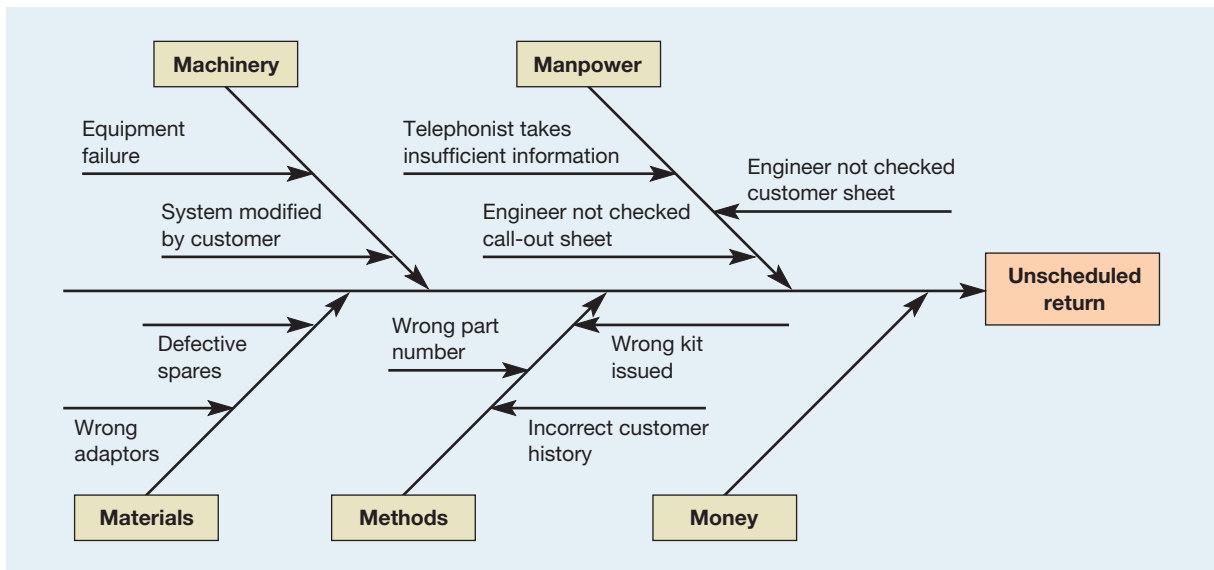 Machinery
Manpower
Equipment
failure
Telephonist takes
insufficient information
Engineer not checked
customer sheet
System modified
by customer
Engineer not checked
call-out sheet
Unscheduled
return
Defective
spares
Wrong part
number
Wrong kit
issued
Wrong
adaptors
Incorrect customer
history
Materials
Methods
Money